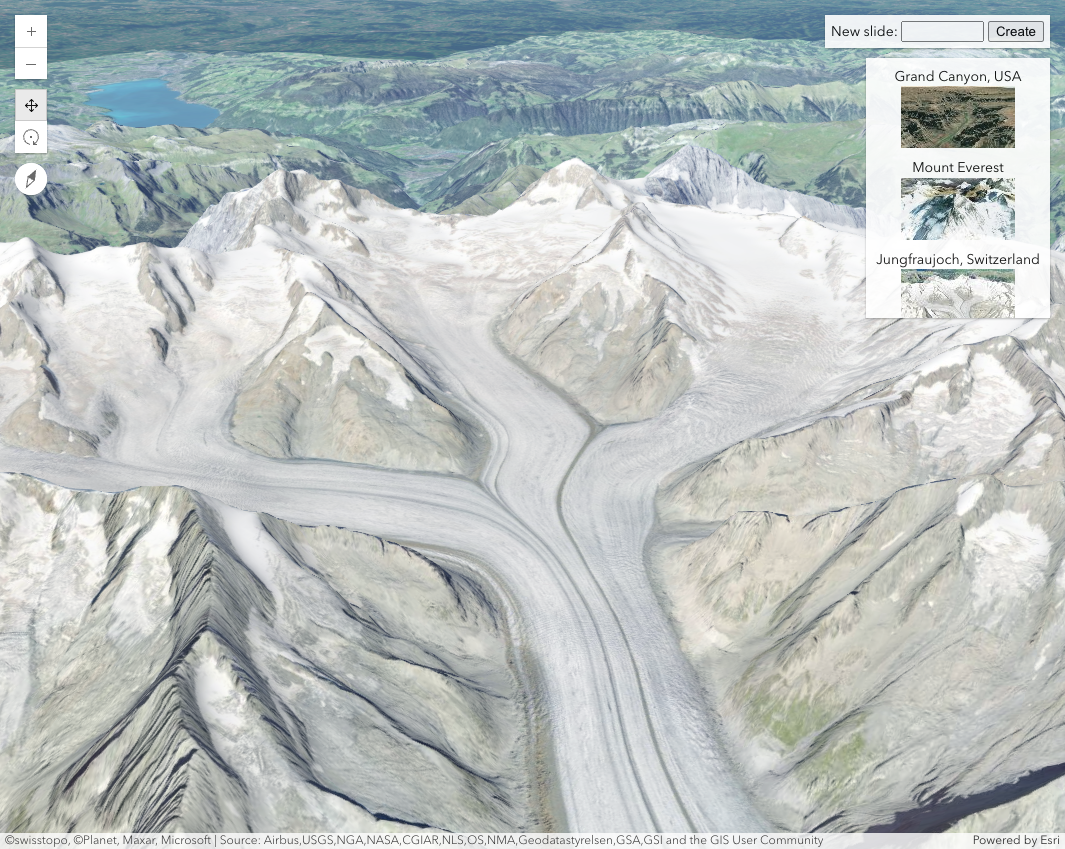 New slide: Create
Grand Canyon, USA
Mount Everest
Jungfraujoch, Switzerland
©swisstopo, ©Planet, Maxar, Microsoft | Source: Airbus,USGS,NGA,NASA,CGIAR,NLS,OS,NMA,Geodatastyrelsen,GSA,GSI and the GIS User Community
Powered by Esri